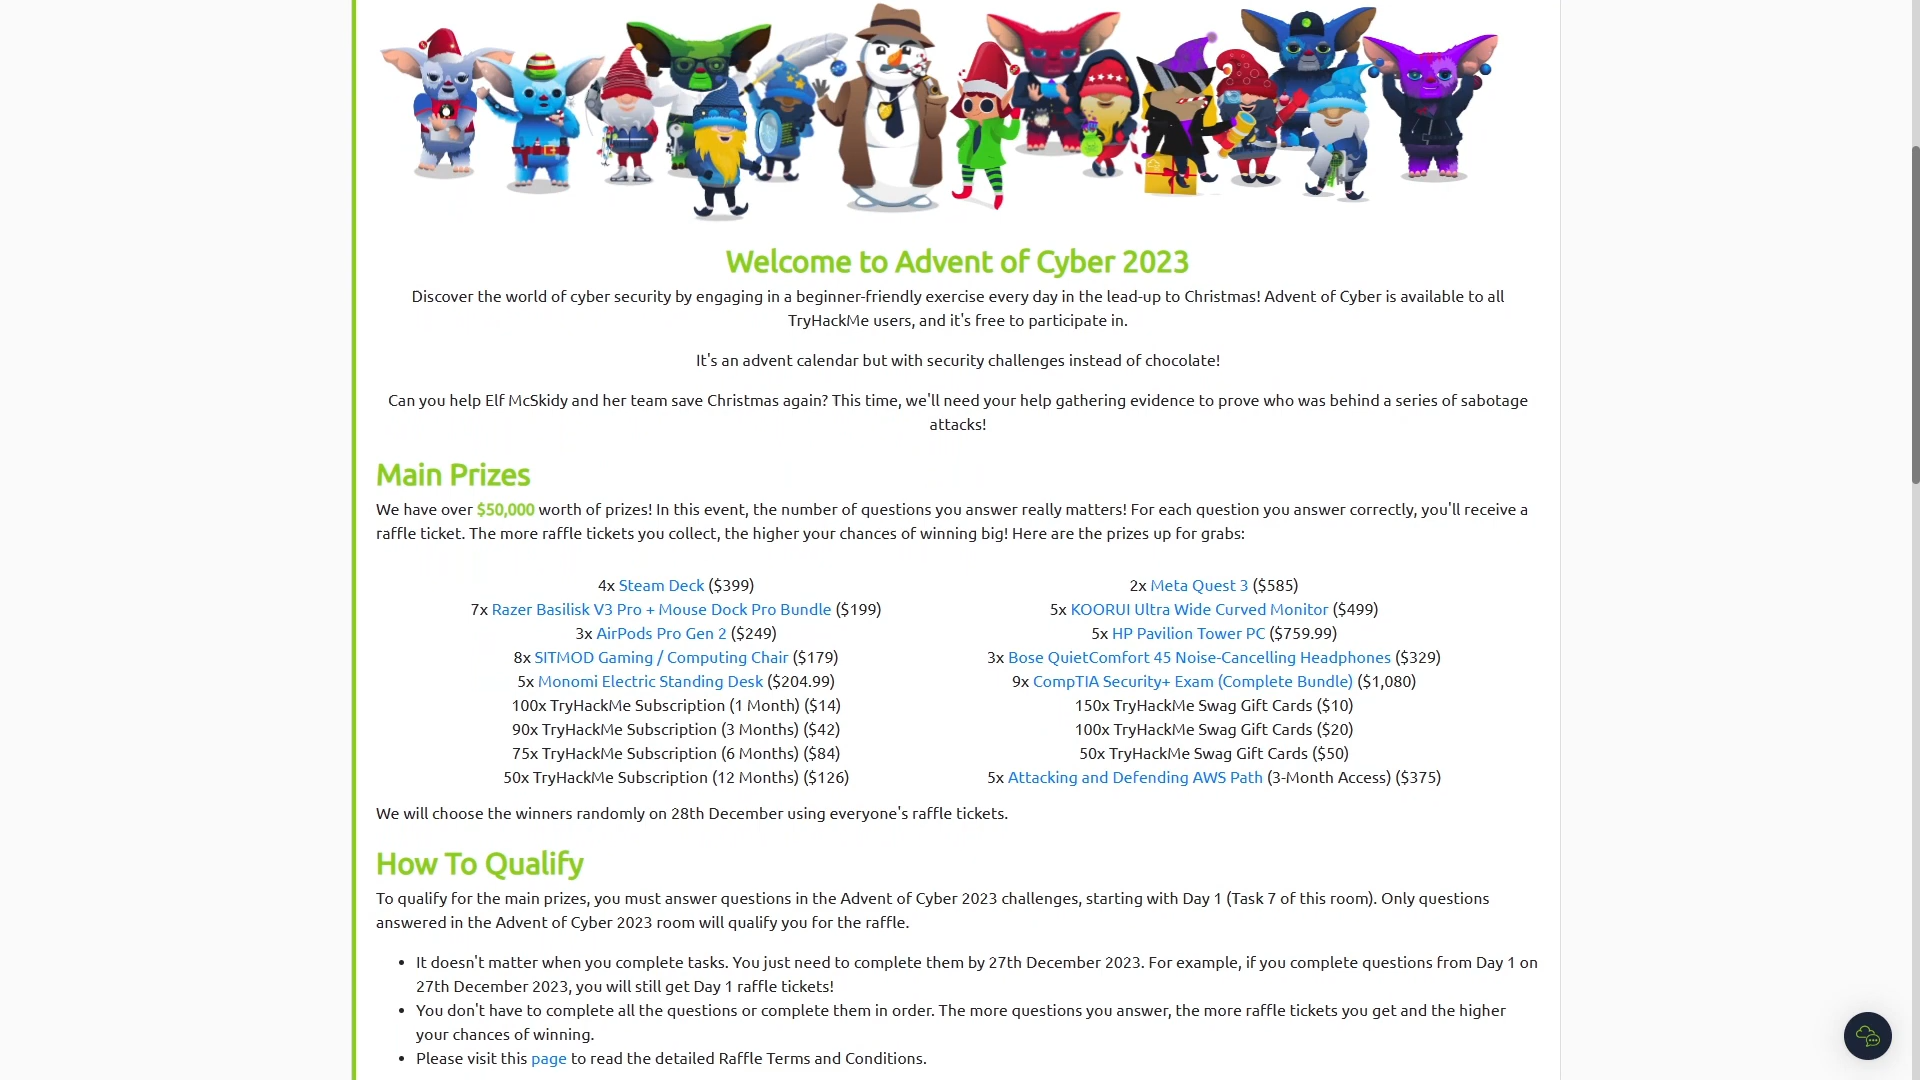 Welcome to Advent of Cyber 2023
Discover the world of cyber security by engaging in a beginner-friendly exercise every day in the lead-up to Christmas! Advent of Cyber is available to all
TryHackMe users, and it's free to participate in.
It's an advent calendar but with security challenges instead of chocolate!
Can you help Elf McSkidy and her team save Christmas again? This time, we'll need your help gathering evidence to prove who was behind a series of sabotage
attacks!
Main Prizes
We have over $50,000 worth of prizes! In this event, the number of questions you answer really matters! For each question you answer correctly, you'll receive a
raffle ticket. The more raffle tickets you collect, the higher your chances of winning big! Here are the prizes up for grabs:
4x Steam Deck ($399)
7x Razer Basilisk V3 Pro + Mouse Dock Pro Bundle ($199)
3x AirPods Pro Gen 2 ($249)
8x SITMOD Gaming / Computing Chair ($179)
5x Monomi Electric Standing Desk ($204.99)
100x TryHackMe Subscription (1 Month) ($14)
90x TryHackMe Subscription (3 Months) ($42)
75x TryHackMe Subscription (6 Months) ($84)
50x TryHackMe Subscription (12 Months) ($126)
2x Meta Quest 3 ($585)
5x KOORUI Ultra Wide Curved Monitor ($499)
5x HP Pavilion Tower PC ($759.99)
3x Bose QuietComfort 45 Noise-Cancelling Headphones ($329)
9x CompTIA Security+ Exam (Complete Bundle) ($1,080)
150x TryHackMe Swag Gift Cards ($10)
100x TryHackMe Swag Gift Cards ($20)
50x TryHackMe Swag Gift Cards ($50)
5x Attacking and Defending AWS Path (3-Month Access) ($375)
We will choose the winners randomly on 28th December using everyone's raffle tickets.
How To Qualify
To qualify for the main prizes, you must answer questions in the Advent of Cyber 2023 challenges, starting with Day 1 (Task 7 of this room). Only questions
answered in the Advent of Cyber 2023 room will qualify you for the raffle.
• It doesn't matter when you complete tasks. You just need to complete them by 27th December 2023. For example, if you complete questions from Day 1 on
27th December 2023, you will still get Day 1 raffle tickets!
• You don't have to complete all the questions or complete them in order. The more questions you answer, the more raffle tickets you get and the higher
your chances of winning.
• Please visit this page to read the detailed Raffle Terms and Conditions.